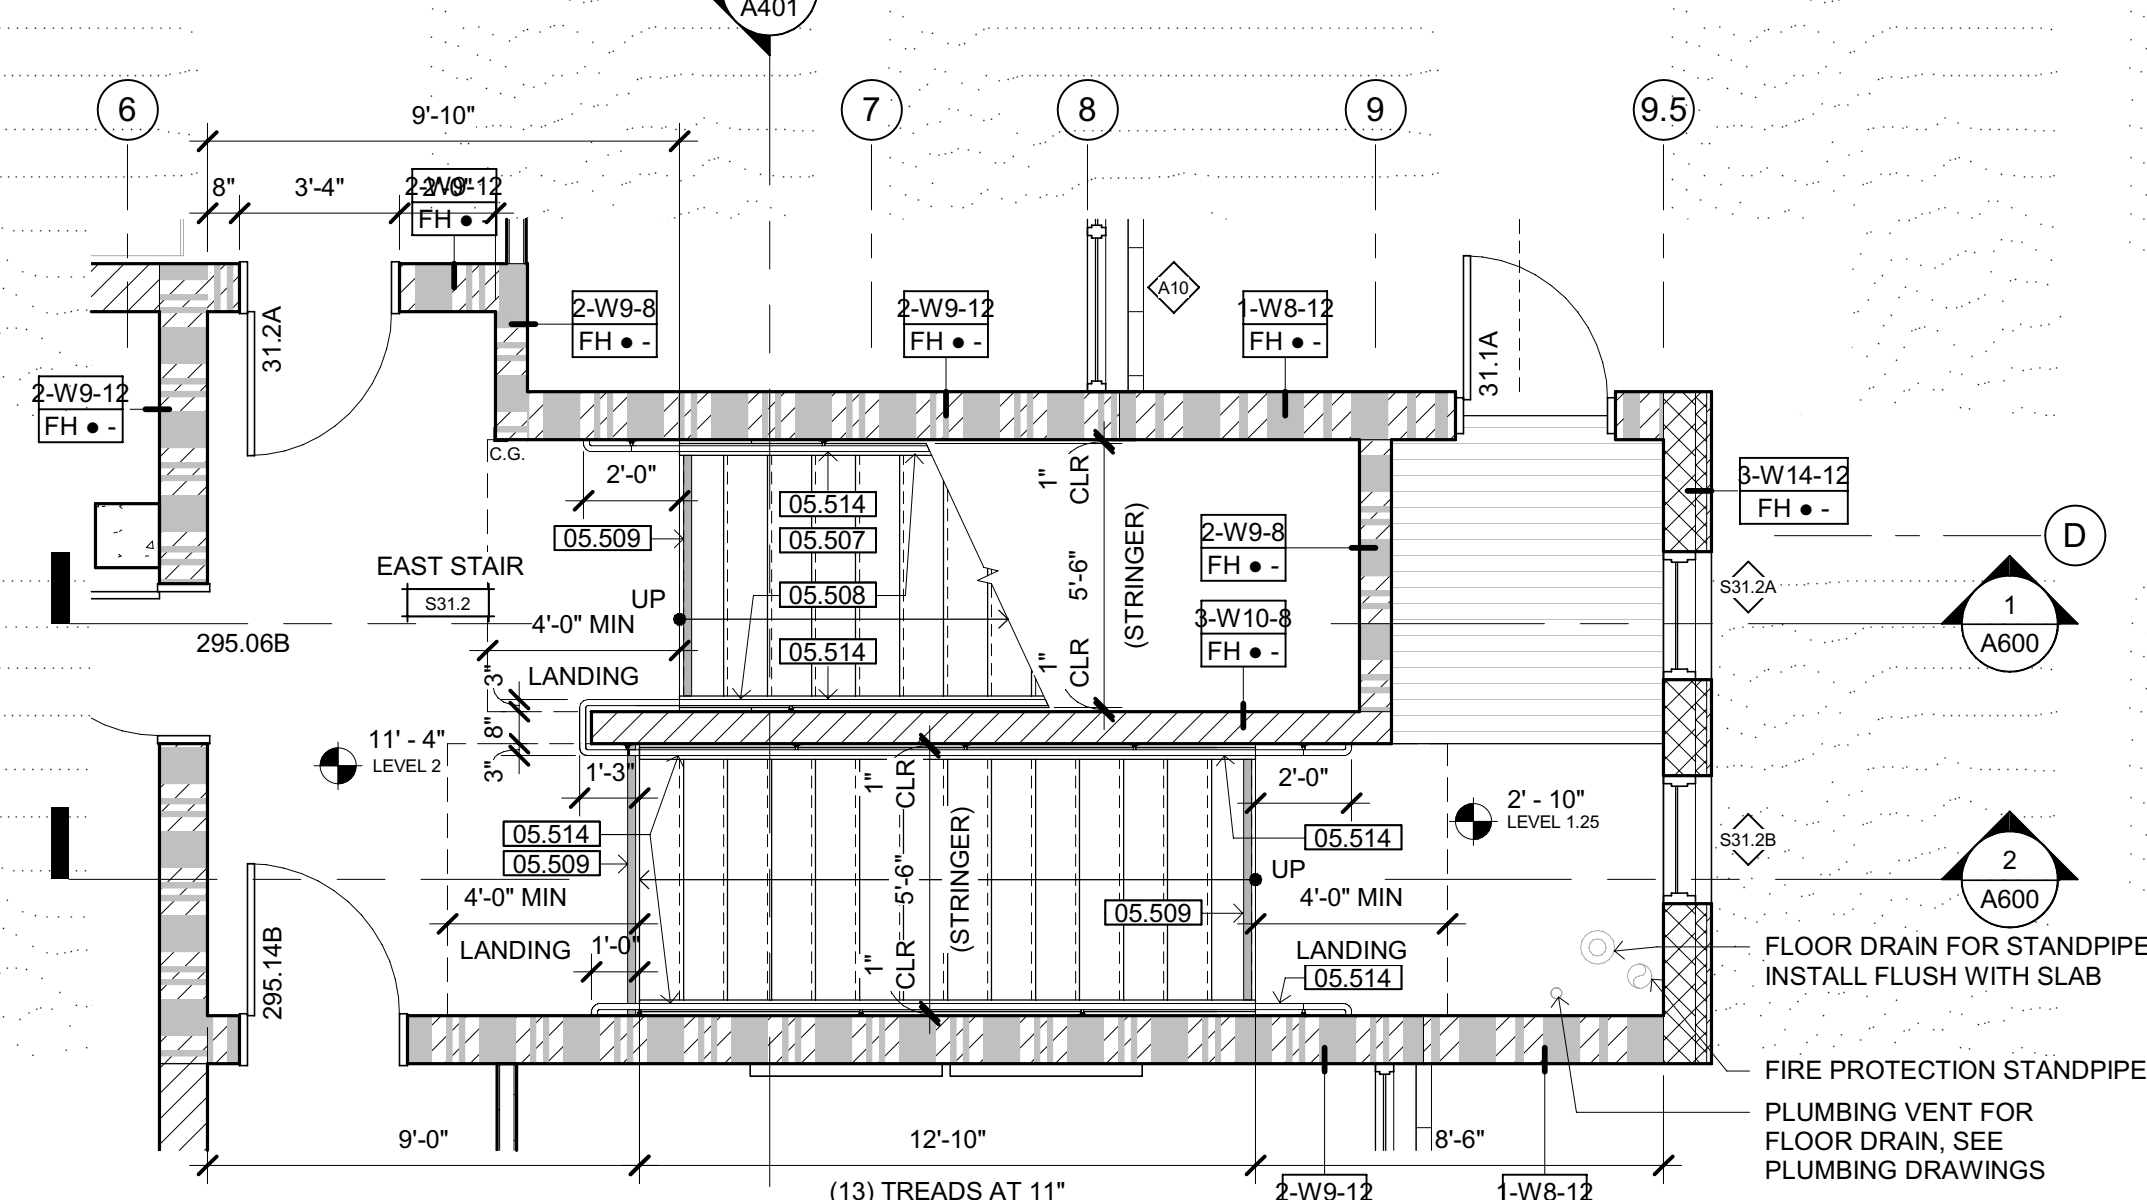 A401
6
7
8
9
9.5
9'-10"
8"
3'-4"
2-W9-12
2'-0"
FH ● -
31.2A
2-W9-8
FH ● -
2-W9-12
FH ● -
A10
1-W8-12
FH ● -
31.1A
2-W9-12
FH ● -
C.G.
2'-0"
05.514
05.509
05.507
1"
CLR
3-W14-12
FH ● -
D
2-W9-8
FH ● -
EAST STAIR
S31.2
UP
05.508
5'-6"
(STRINGER)
S31.2A
1
A600
4'-0" MIN
3-W10-8
FH ● -
295.06B
05.514
LANDING
1"
CLR
3"
8"
3"
11' - 4"
LEVEL 2
1'-3"
1"
CLR
2'-0"
2' - 10"
LEVEL 1.25
05.514
05.514
S31.2B
05.509
UP
2
A600
5'-6"
(STRINGER)
4'-0" MIN
05.509
4'-0" MIN
LANDING
1'-0"
LANDING
1"
CLR
05.514
295.14B
FLOOR DRAIN FOR STANDPIPE
INSTALL FLUSH WITH SLAB
FIRE PROTECTION STANDPIPE
PLUMBING VENT FOR
FLOOR DRAIN, SEE
PLUMBING DRAWINGS
9'-0"
12'-10"
8'-6"
(13) TREADS AT 11"
2-W9-12
1-W8-12